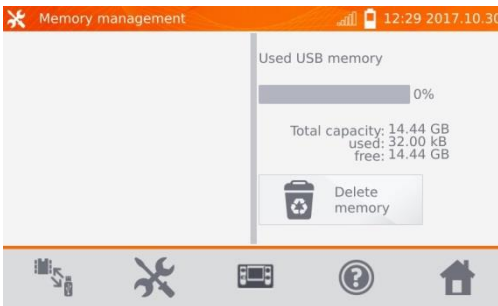 Memory management 12:29 2017.10.30
Used USB memory
0%
Total capacity: 14.44 GB
used: 32.00 kB
free: 14.44 GB
Delete
memory
?